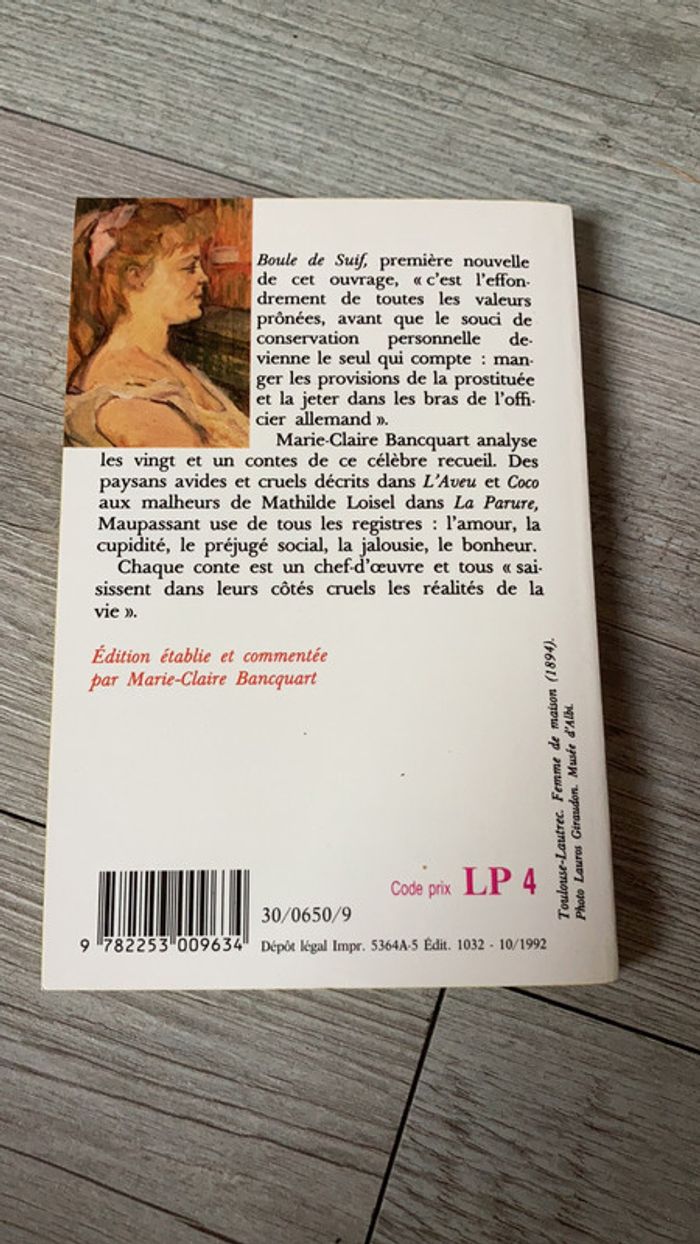 Boule de Suif, première nouvelle
de cet ouvrage, « c'est l'effon-
drement de toutes les valeurs
prônées, avant que le souci de
conservation personnelle de-
vienne le seul qui compte : man-
ger les provisions de la prostituée
et la jeter dans les bras de l'offi-
cier allemand ».
Marie-Claire Bancquart analyse
les vingt et un contes de ce célèbre recueil. Des
paysans avides et cruels décrits dans L'Aveu et Coco
aux malheurs de Mathilde Loisel dans La Parure,
Maupassant use de tous les registres : l'amour, la
cupidité, le préjugé social, la jalousie, le bonheur.
Chaque conte est un chef-d'œuvre et tous « sai-
sissent dans leurs côtés cruels les réalités de la
vie ».
Édition établie et commentée
par Marie-Claire Bancquart
Toulouse-Lautrec. Femme de maison (1894).
Photo Lauros Giraudon. Musée d'Albi.
Code prix LP 4
30/0650/9
9 782253 009634
Dépôt légal Impr. 5364A-5 Édit. 1032 - 10/1992